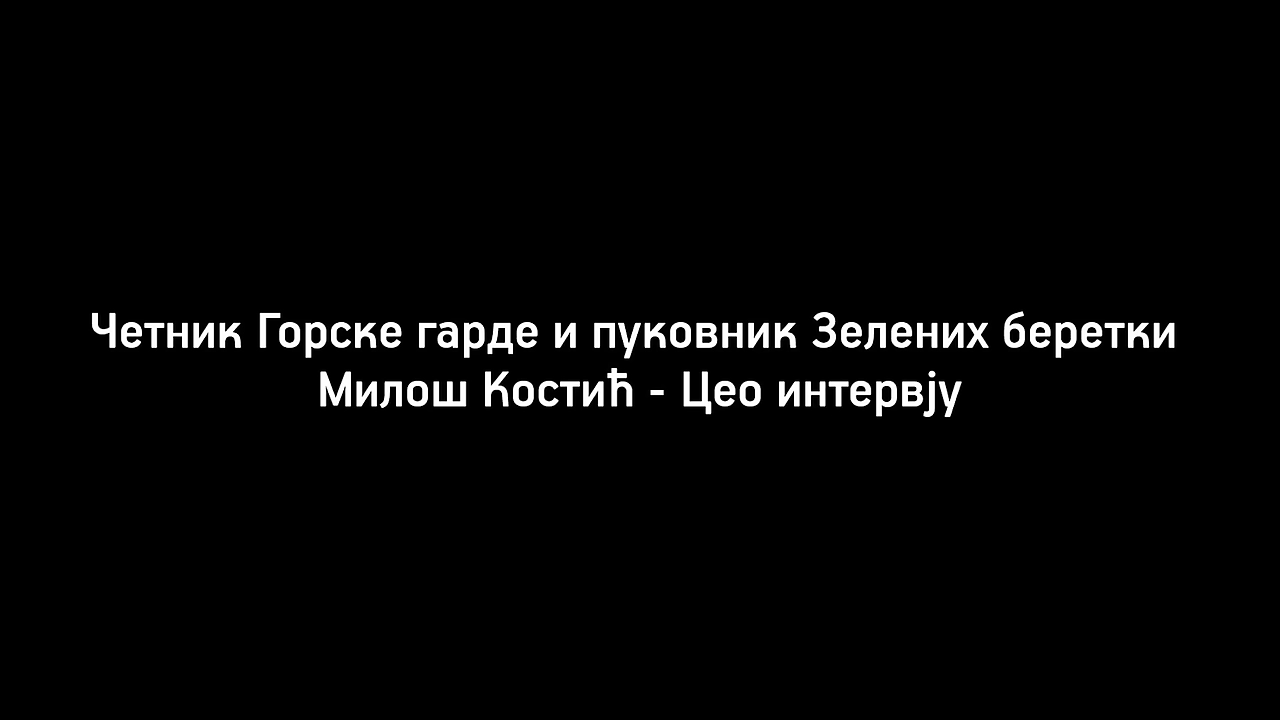 Четник Горске гарде и пуковник Зелених беретки
Милош Костић - Цео интервју